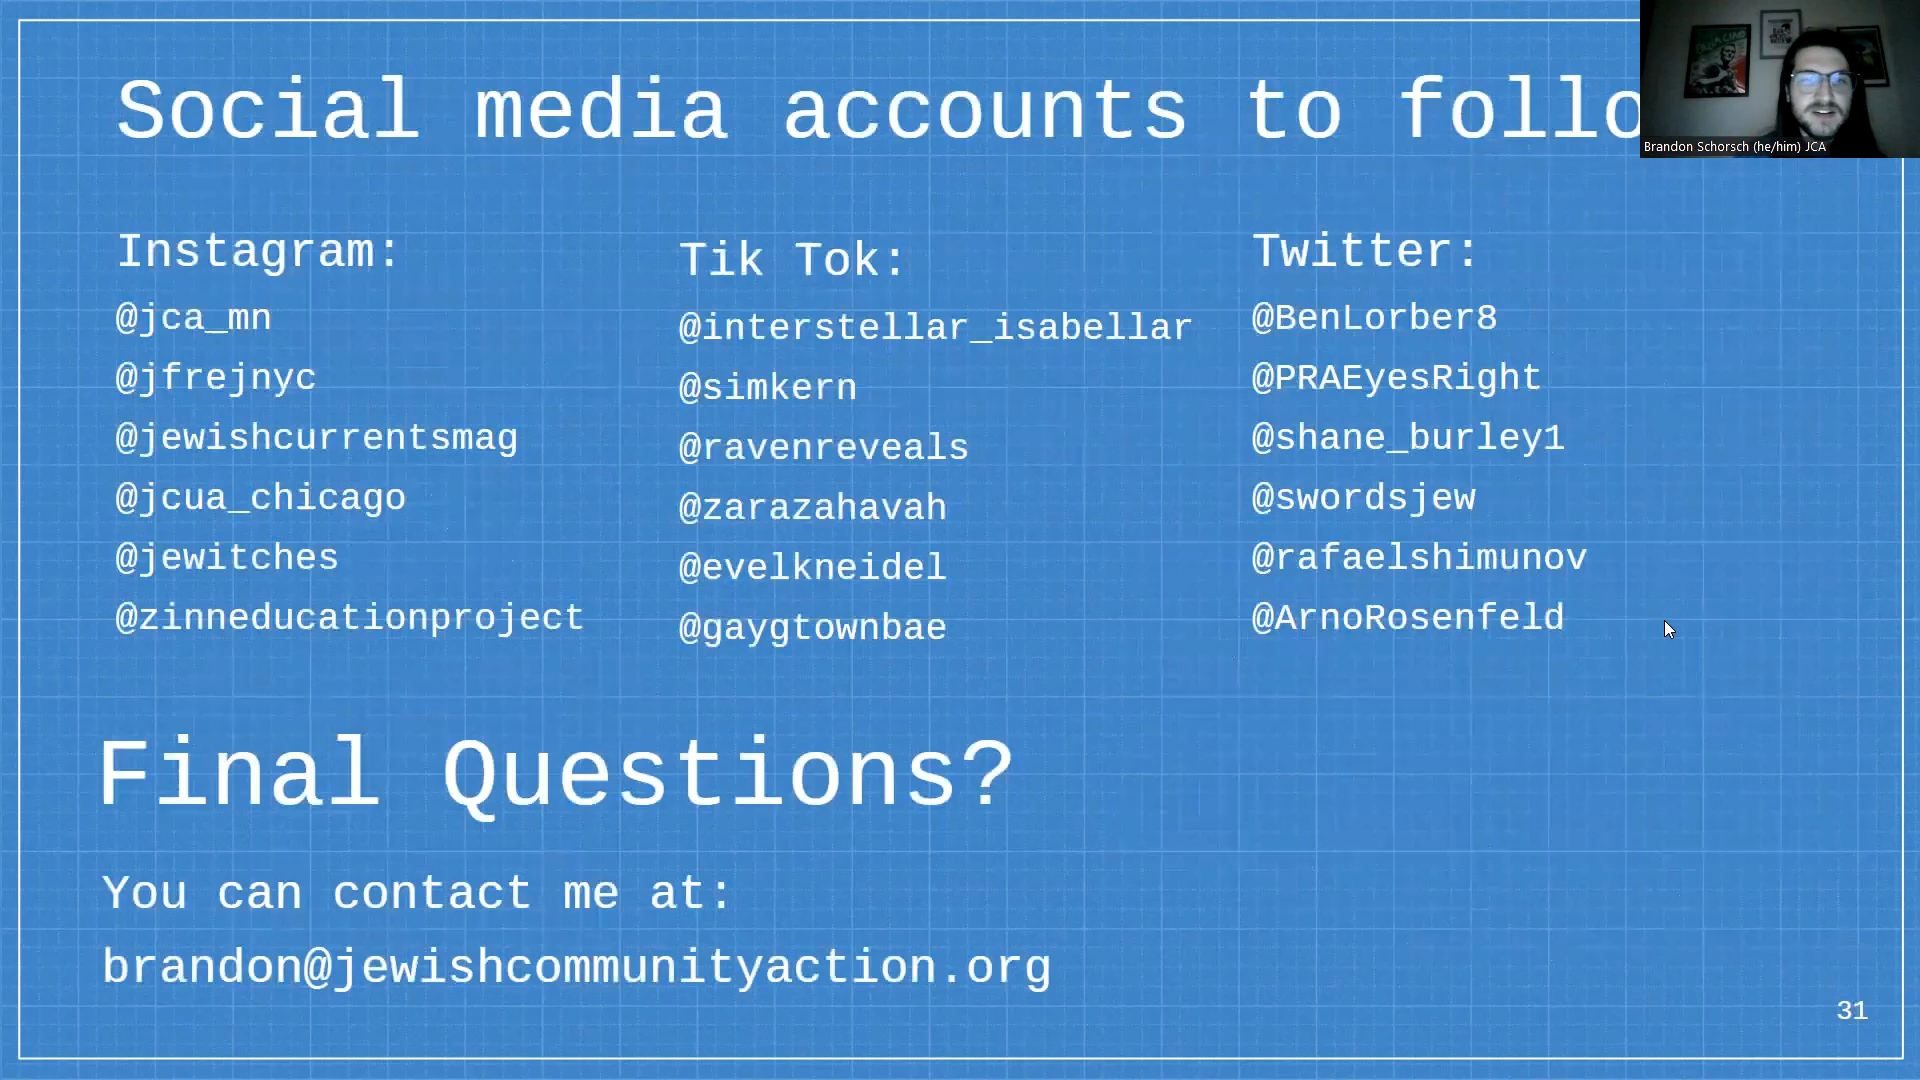 Social media accounts to follo
Brandon Schorsch (he/him) JCA
Instagram:
@jca_mn
@jfrejnyc
@jewishcurrentsmag
@jcua_chicago
@jewitches
@zinneducationproject
Tik Tok:
@interstellar_isabellar
@simkern
@ravenreveals
@zarazahavah
@evelkneidel
@gaygtownbae
Twitter:
@BenLorber8
@PRAEyesRight
@shane_burley1
@swordsjew
@rafaelshimunov
@ArnoRosenfeld
Final Questions?
You can contact me at:
brandon@jewishcommunityaction.org
31